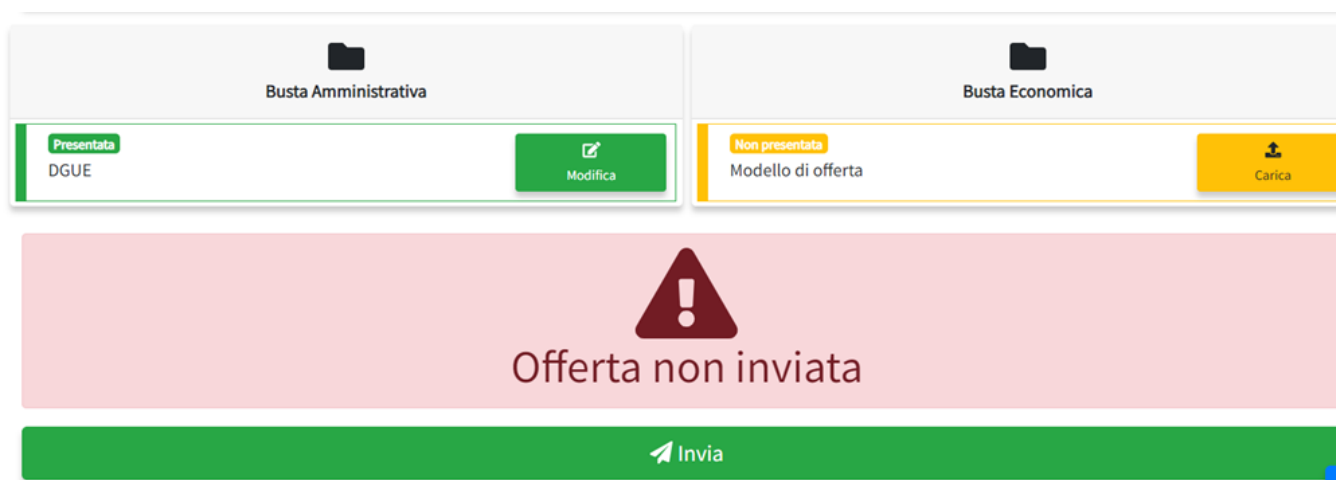 Busta Amministrativa
Presentata
DGUE
Modifica
Busta Economica
Non presentata
Modello di offerta
Carica
Offerta non inviata
Invia